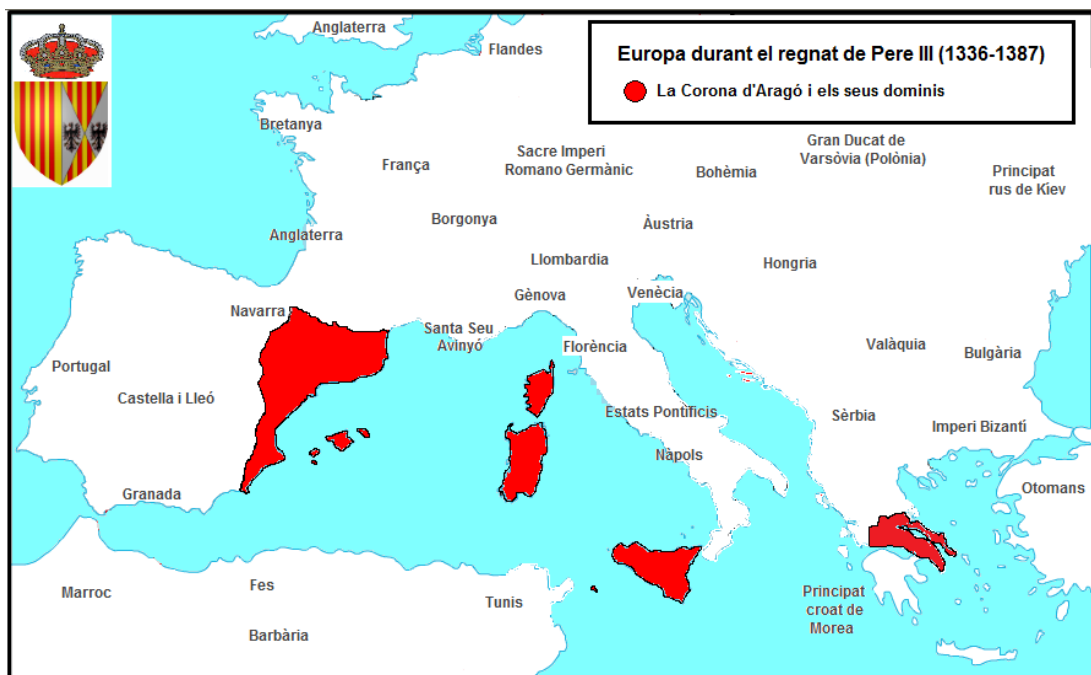 Anglaterra
Flandes
Europa durant el regnat de Pere III (1336-1387)
La Corona d'Aragó i els seus dominis
Bretanya
França
Sacre Imperi
Romano Germànic
Bohèmia
Gran Ducat de
Varsòvia (Polònia)
Principat
rus de Kíev
Anglaterra
Borgonya
Àustria
Llombardia
Hongria
Gènova
Venècia
Navarra
Santa Seu
Avinyó
Florència
Valàquia
Bulgària
Portugal
Castella i Lleó
Estats Pontificis
Sèrbia
Imperi Bizantí
Nàpols
Granada
Otomans
Marroc
Fes
Tunis
Barbària
Principat
croat de
Morea